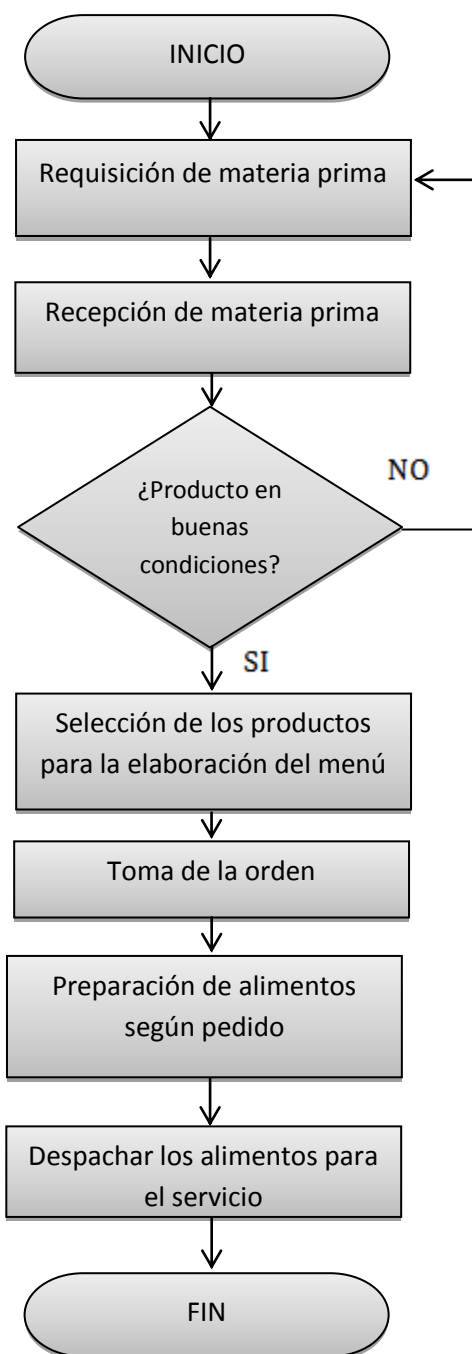 INICIO
Requisición de materia prima
Recepción de materia prima
¿Producto en
buenas
condiciones?
NO
SI
Selección de los productos
para la elaboración del menú
Toma de la orden
Preparación de alimentos
según pedido
Despachar los alimentos para
el servicio
FIN